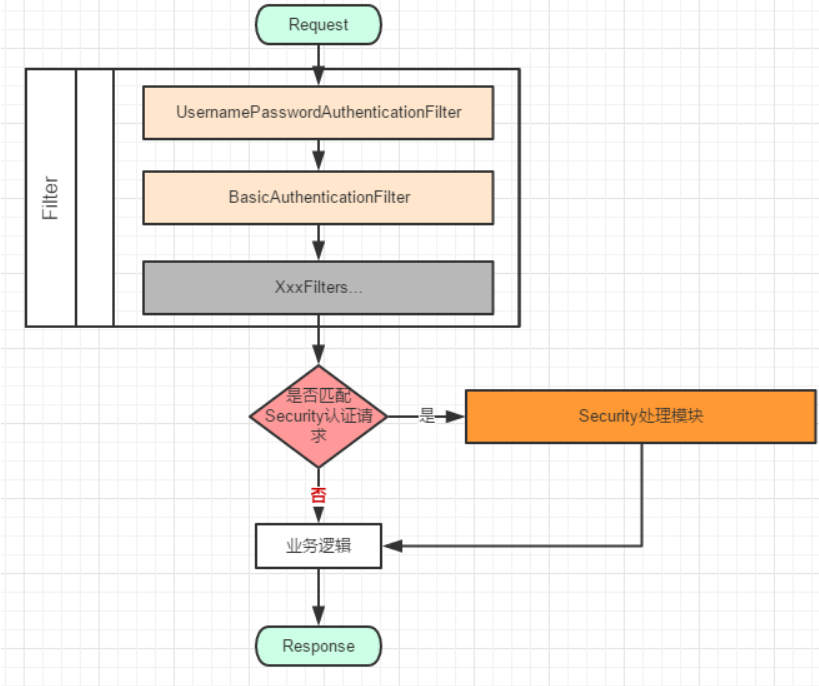 Request
Filter
UsernamePasswordAuthenticationFilter
BasicAuthenticationFilter
XxxFilters...
是否匹配
Security认证请
求
是
Security处理模块
否
业务逻辑
Response